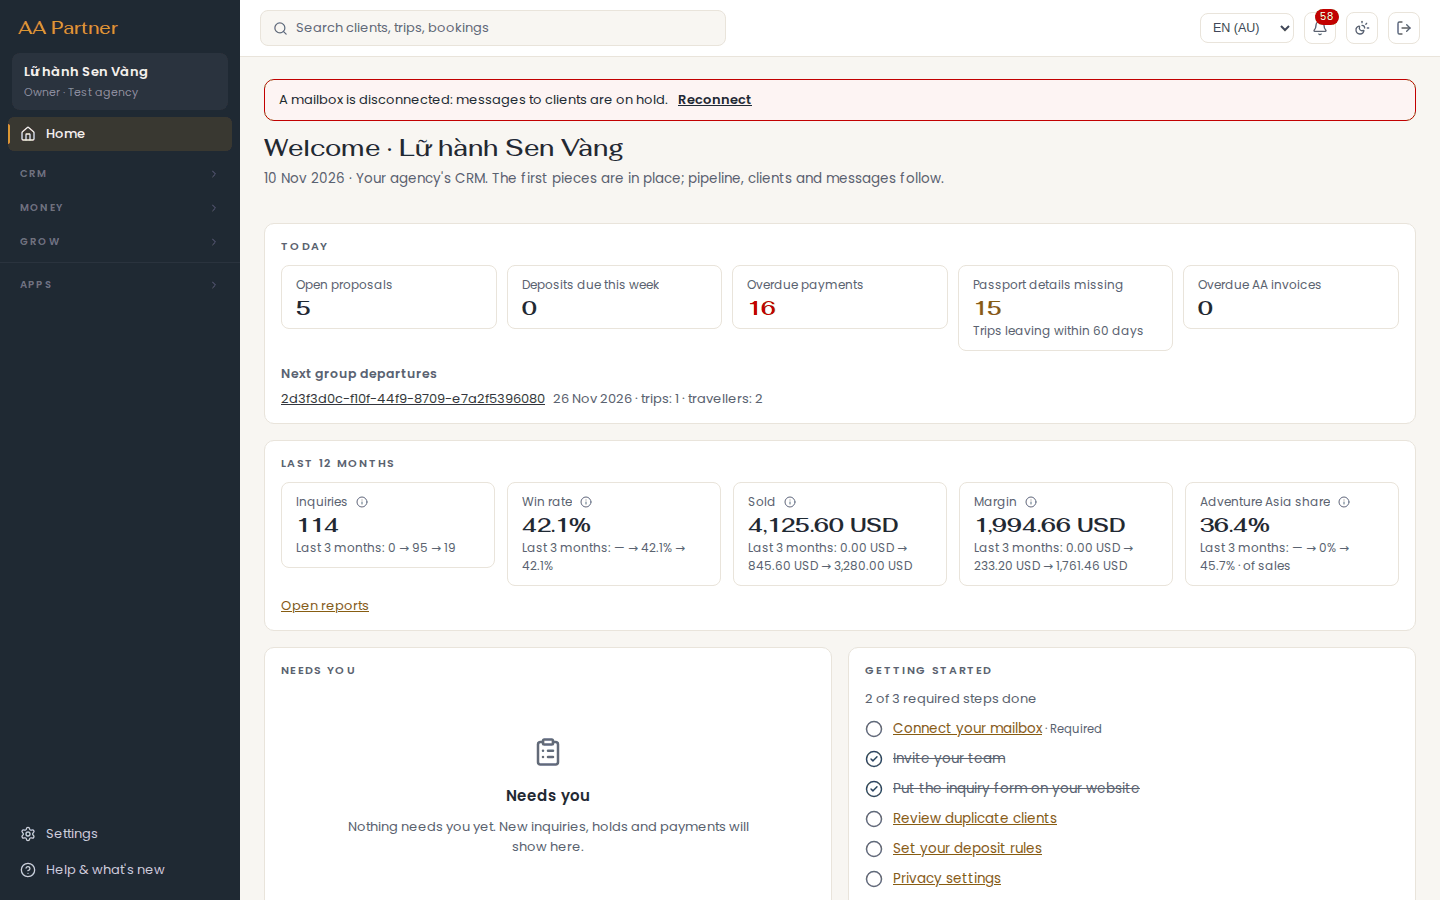 AA Partner
Lữ hành Sen Vàng
Owner · Test agency
Home
CRM
MONEY
GROW
APPS
Settings
Help & what's new
Search clients, trips, bookings
EN (AU)
58
A mailbox is disconnected: messages to clients are on hold. Reconnect
Welcome · Lữ hành Sen Vàng
10 Nov 2026 · Your agency's CRM. The first pieces are in place; pipeline, clients and messages follow.
TODAY
Open proposals
5
Deposits due this week
0
Overdue payments
16
Passport details missing
15
Trips leaving within 60 days
Overdue AA invoices
0
Next group departures
2d3f3d0c-f10f-44f9-8709-e7a2f5396080 26 Nov 2026 · trips: 1 · travellers: 2
LAST 12 MONTHS
Inquiries
114
Last 3 months: 0 → 95 → 19
Win rate
42.1%
Last 3 months: — → 42.1% →
42.1%
Sold
4,125.60 USD
Last 3 months: 0.00 USD →
845.60 USD → 3,280.00 USD
Margin
1,994.66 USD
Last 3 months: 0.00 USD →
233.20 USD → 1,761.46 USD
Adventure Asia share
36.4%
Last 3 months: — → 0% →
45.7% · of sales
Open reports
NEEDS YOU
Needs you
Nothing needs you yet. New inquiries, holds and payments will
show here.
GETTING STARTED
2 of 3 required steps done
Connect your mailbox · Required
Invite your team
Put the inquiry form on your website
Review duplicate clients
Set your deposit rules
Privacy settings